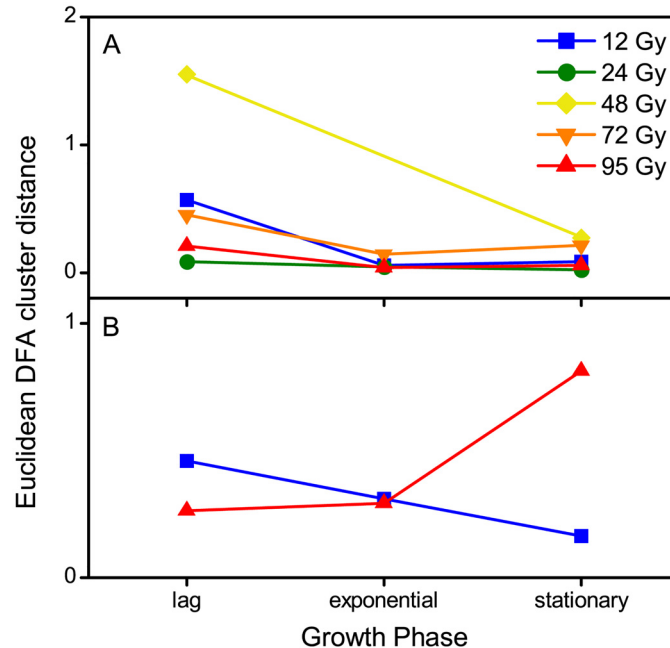 2
A
12 Gy
24 Gy
48 Gy
72 Gy
95 Gy
1
0
Euclidean DFA cluster distance
1
B
0
lag exponential stationary
Growth Phase